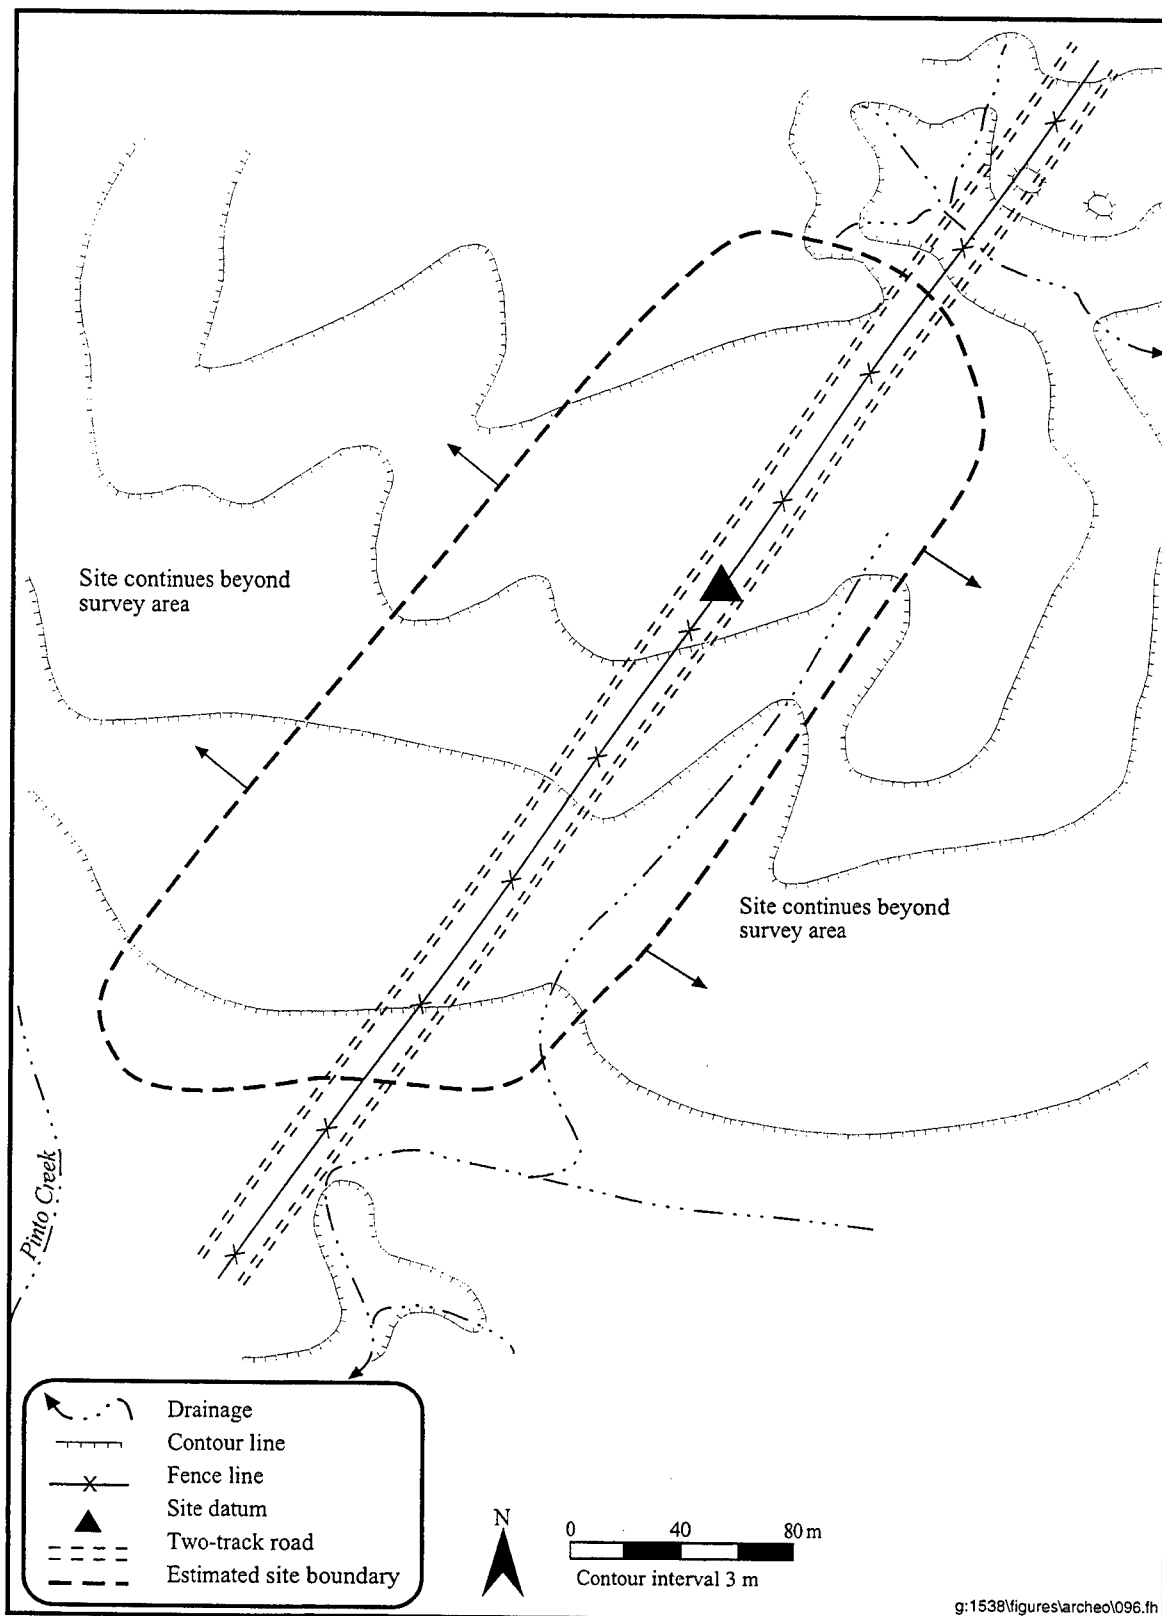 Site continues beyond
survey area
Site continues beyond
survey area
Pinto Creek
Drainage
Contour line
Fence line
Site datum
Two-track road
Estimated site boundary
N
0 40 80 m
Contour interval 3 m
g:1538\figures\archeo\096.fh